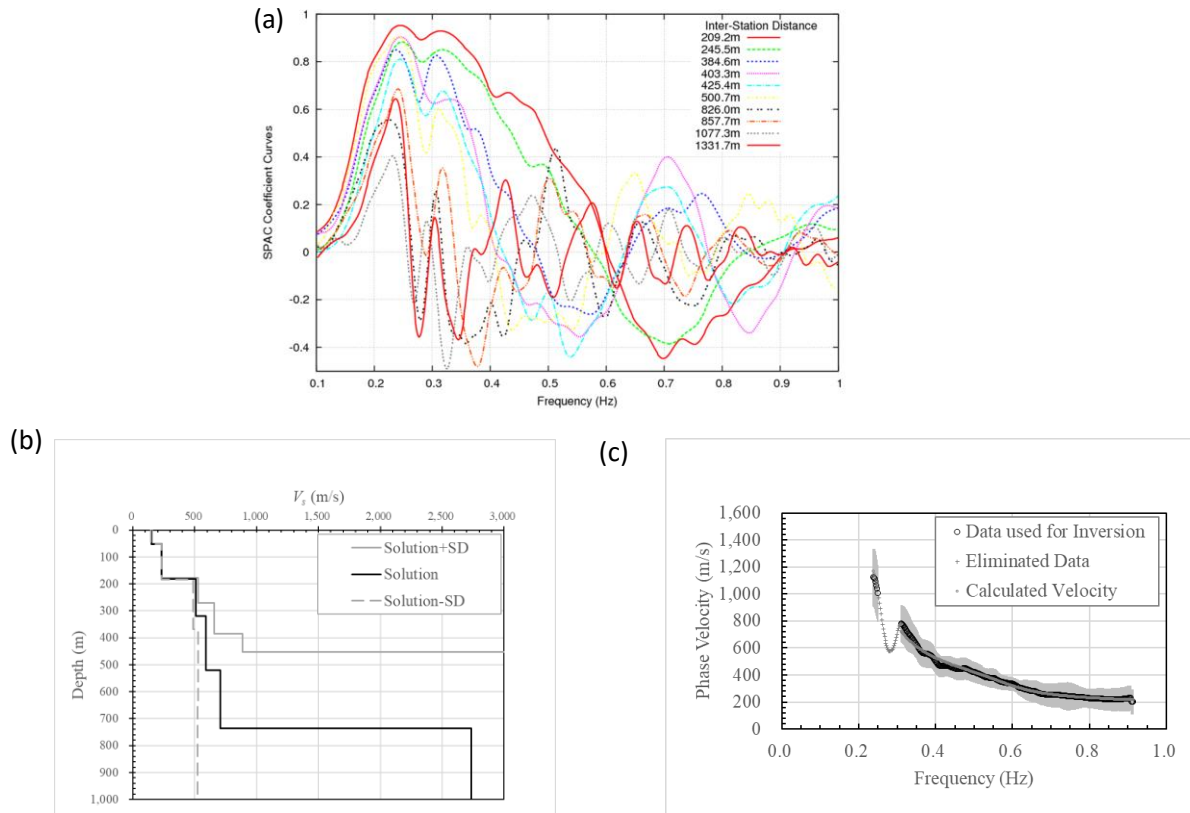 (a)
SPAC Coefficient Curves
1
0.8
0.6
0.4
0.2
0
-0.2
-0.4
Inter-Station Distance
209.2m
245.5m
384.6m
403.3m
425.4m
500.7m
826.0m
857.7m
1077.3m
1331.7m
0.1 0.2 0.3 0.4 0.5 0.6 0.7 0.8 0.9 1
Frequency (Hz)
(b)
Vs (m/s)
0 500 1,000 1,500 2,000 2,500 3,000
Depth (m)
0
100
200
300
400
500
600
700
800
900
1,000
Solution+SD
Solution
Solution-SD
(c)
Phase Velocity (m/s)
1,600
1,400
1,200
1,000
800
600
400
200
0
Data used for Inversion
Eliminated Data
Calculated Velocity
0.0 0.2 0.4 0.6 0.8 1.0
Frequency (Hz)